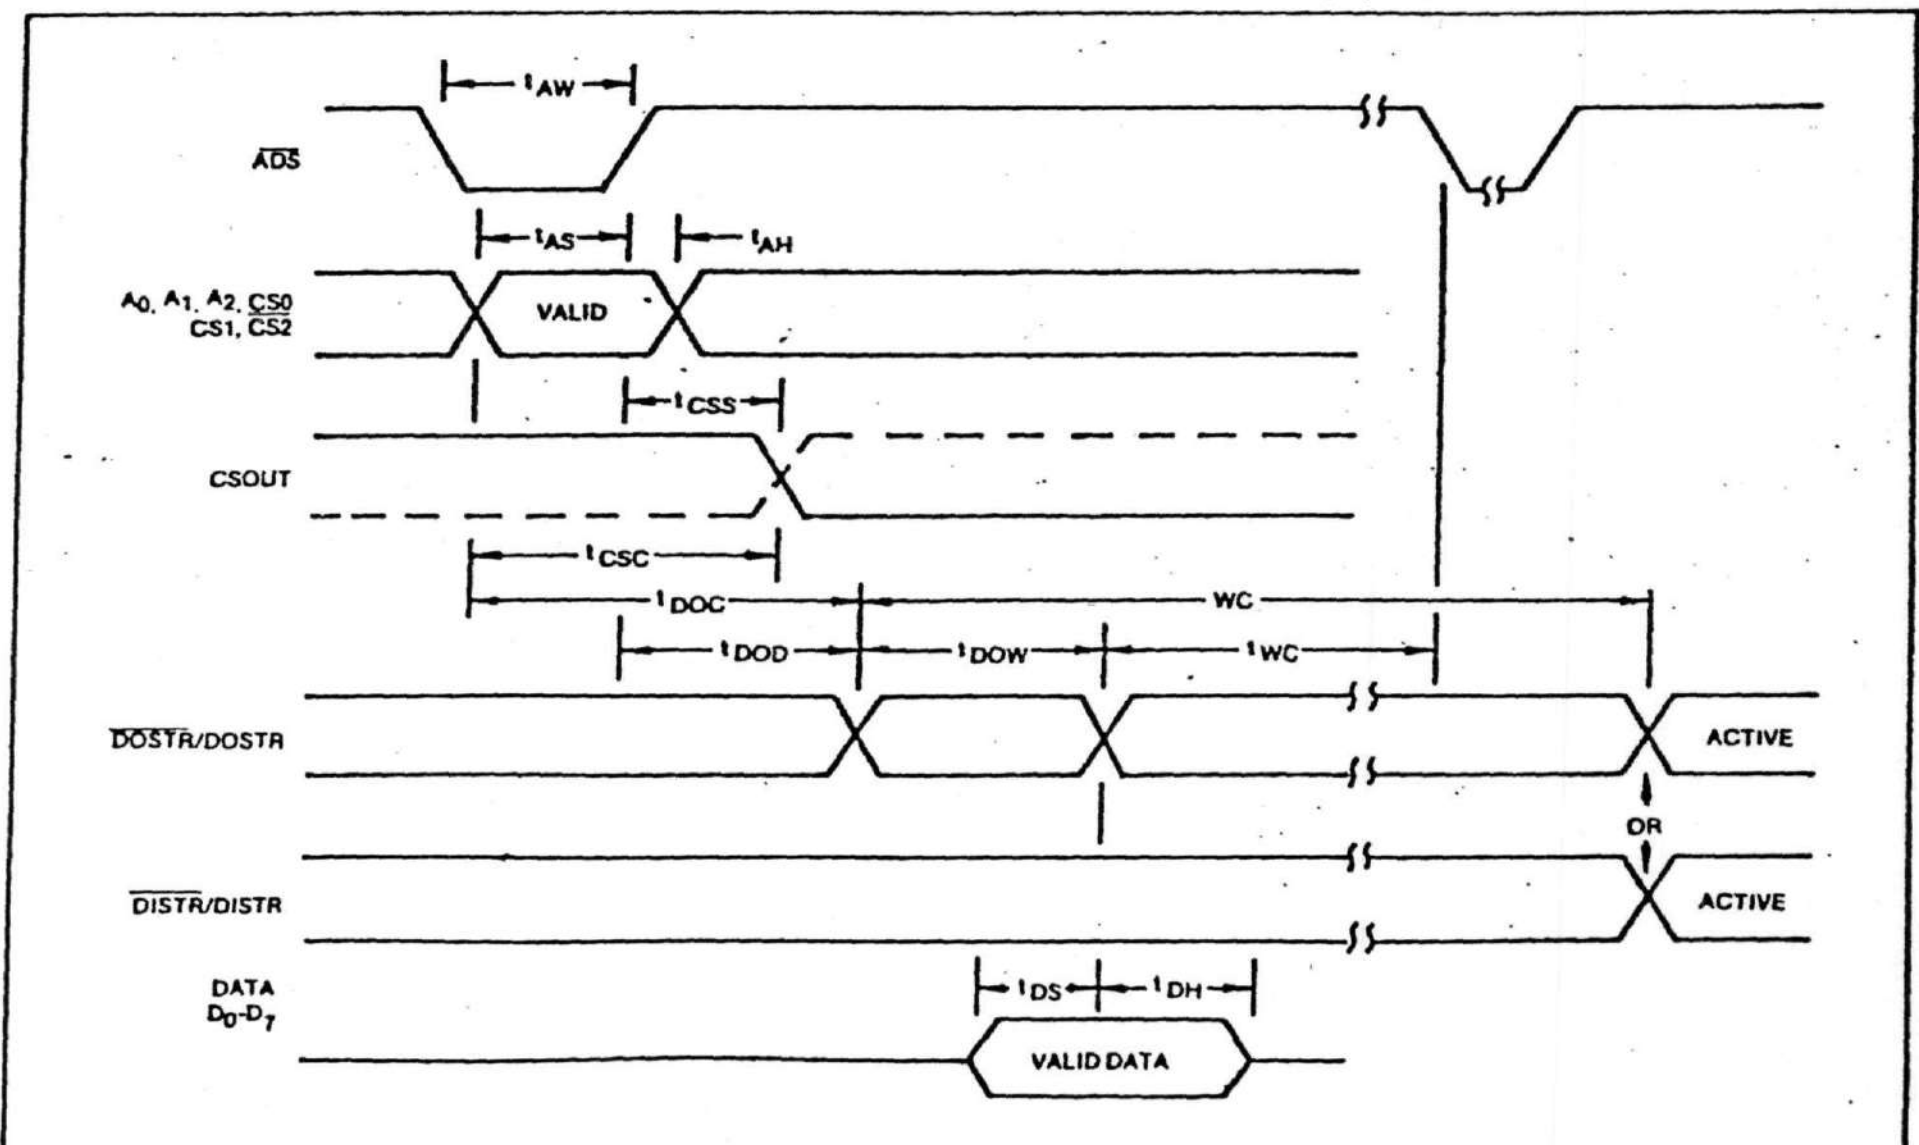 tAW
ADS
tAS
tAH
A0, A1, A2, CS0
CS1, CS2
VALID
tCSS
CSOUT
tCSC
tDOC
WC
tDOD
tDOW
tWC
DOSTR/DOSTR
ACTIVE
OR
DISTR/DISTR
ACTIVE
DATA
D0-D7
tDS
tDH
VALID DATA